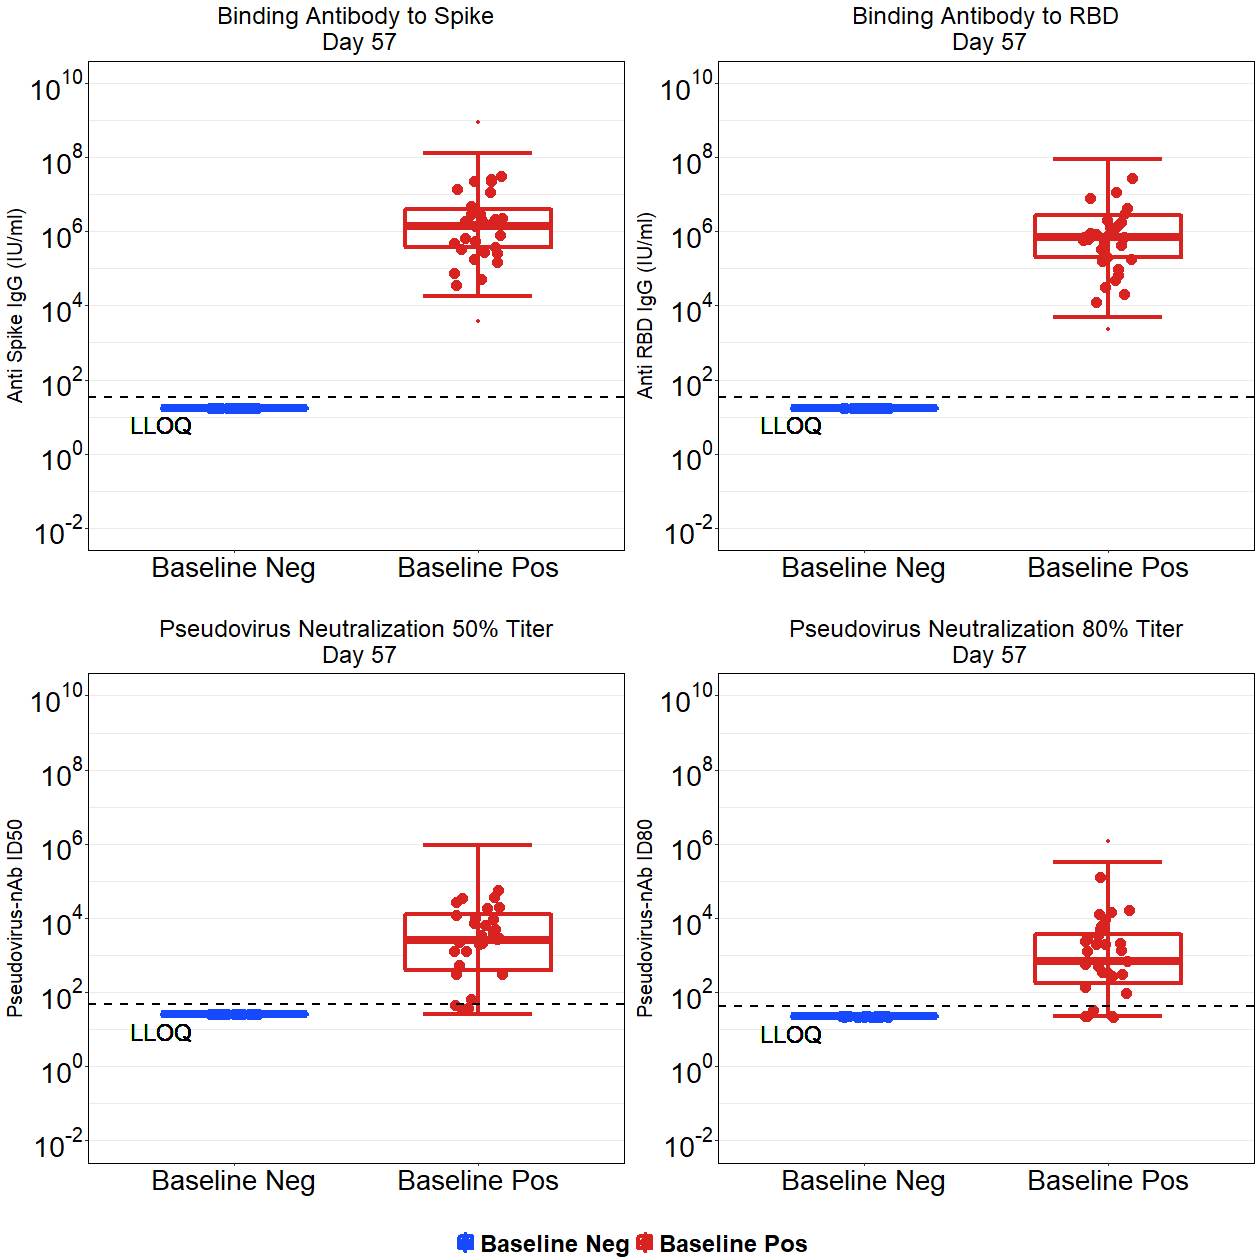 Binding Antibody to Spike
Day 57
Anti Spike IgG (IU/ml)
10^10
10^8
10^6
10^4
10^2
10^0
10^-2
LLOQ
Baseline Neg Baseline Pos
Binding Antibody to RBD
Day 57
Anti RBD IgG (IU/ml)
10^10
10^8
10^6
10^4
10^2
10^0
10^-2
LLOQ
Baseline Neg Baseline Pos
Pseudovirus Neutralization 50% Titer
Day 57
Pseudovirus-nAb ID50
10^10
10^8
10^6
10^4
10^2
10^0
10^-2
LLOQ
Baseline Neg Baseline Pos
Pseudovirus Neutralization 80% Titer
Day 57
Pseudovirus-nAb ID80
10^10
10^8
10^6
10^4
10^2
10^0
10^-2
LLOQ
Baseline Neg Baseline Pos
Baseline Neg Baseline Pos